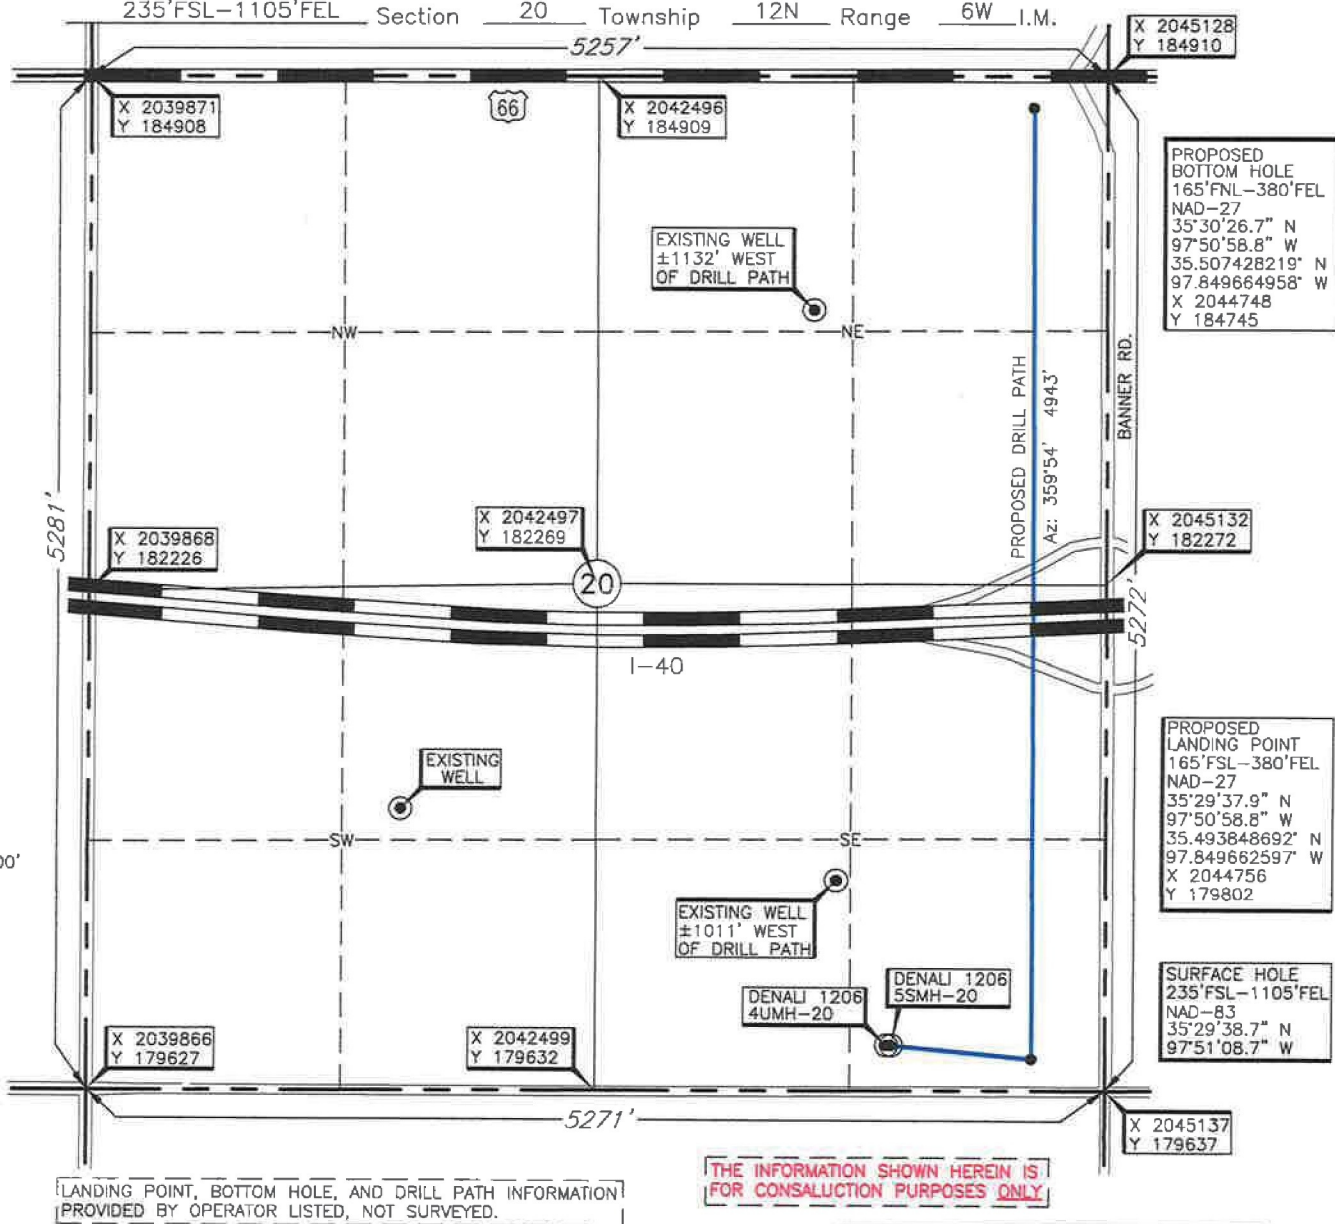 235'FSL-1105'FEL Section 20 Township 12N Range 6W I.M.
5257'
X 2045128
Y 184910
X 2039871
Y 184908
66
X 2042496
Y 184909
PROPOSED
BOTTOM HOLE
165'FNL-380'FEL
NAD-27
35°30'26.7" N
97°50'58.8" W
35.507428219° N
97.849664958° W
X 2044748
Y 184745
EXISTING WELL
±1132' WEST
OF DRILL PATH
NW
NE
PROPOSED DRILL PATH
Az: 359°54' 4943'
BANNER RD.
5281'
X 2039868
Y 182226
X 2042497
Y 182269
X 2045132
Y 182272
20
5272'
I-40
EXISTING
WELL
PROPOSED
LANDING POINT
165'FSL-380'FEL
NAD-27
35°29'37.9" N
97°50'58.8" W
35.493848692° N
97.849662597° W
X 2044756
Y 179802
SW
SE
00'
EXISTING WELL
±1011' WEST
OF DRILL PATH
DENALI 1206
5SMH-20
DENALI 1206
4UMH-20
SURFACE HOLE
235'FSL-1105'FEL
NAD-83
35°29'38.7" N
97°51'08.7" W
X 2039866
Y 179627
X 2042499
Y 179632
5271'
X 2045137
Y 179637
THE INFORMATION SHOWN HEREIN IS
FOR CONSALUCTION PURPOSES ONLY
LANDING POINT, BOTTOM HOLE, AND DRILL PATH INFORMATION
PROVIDED BY OPERATOR LISTED, NOT SURVEYED.